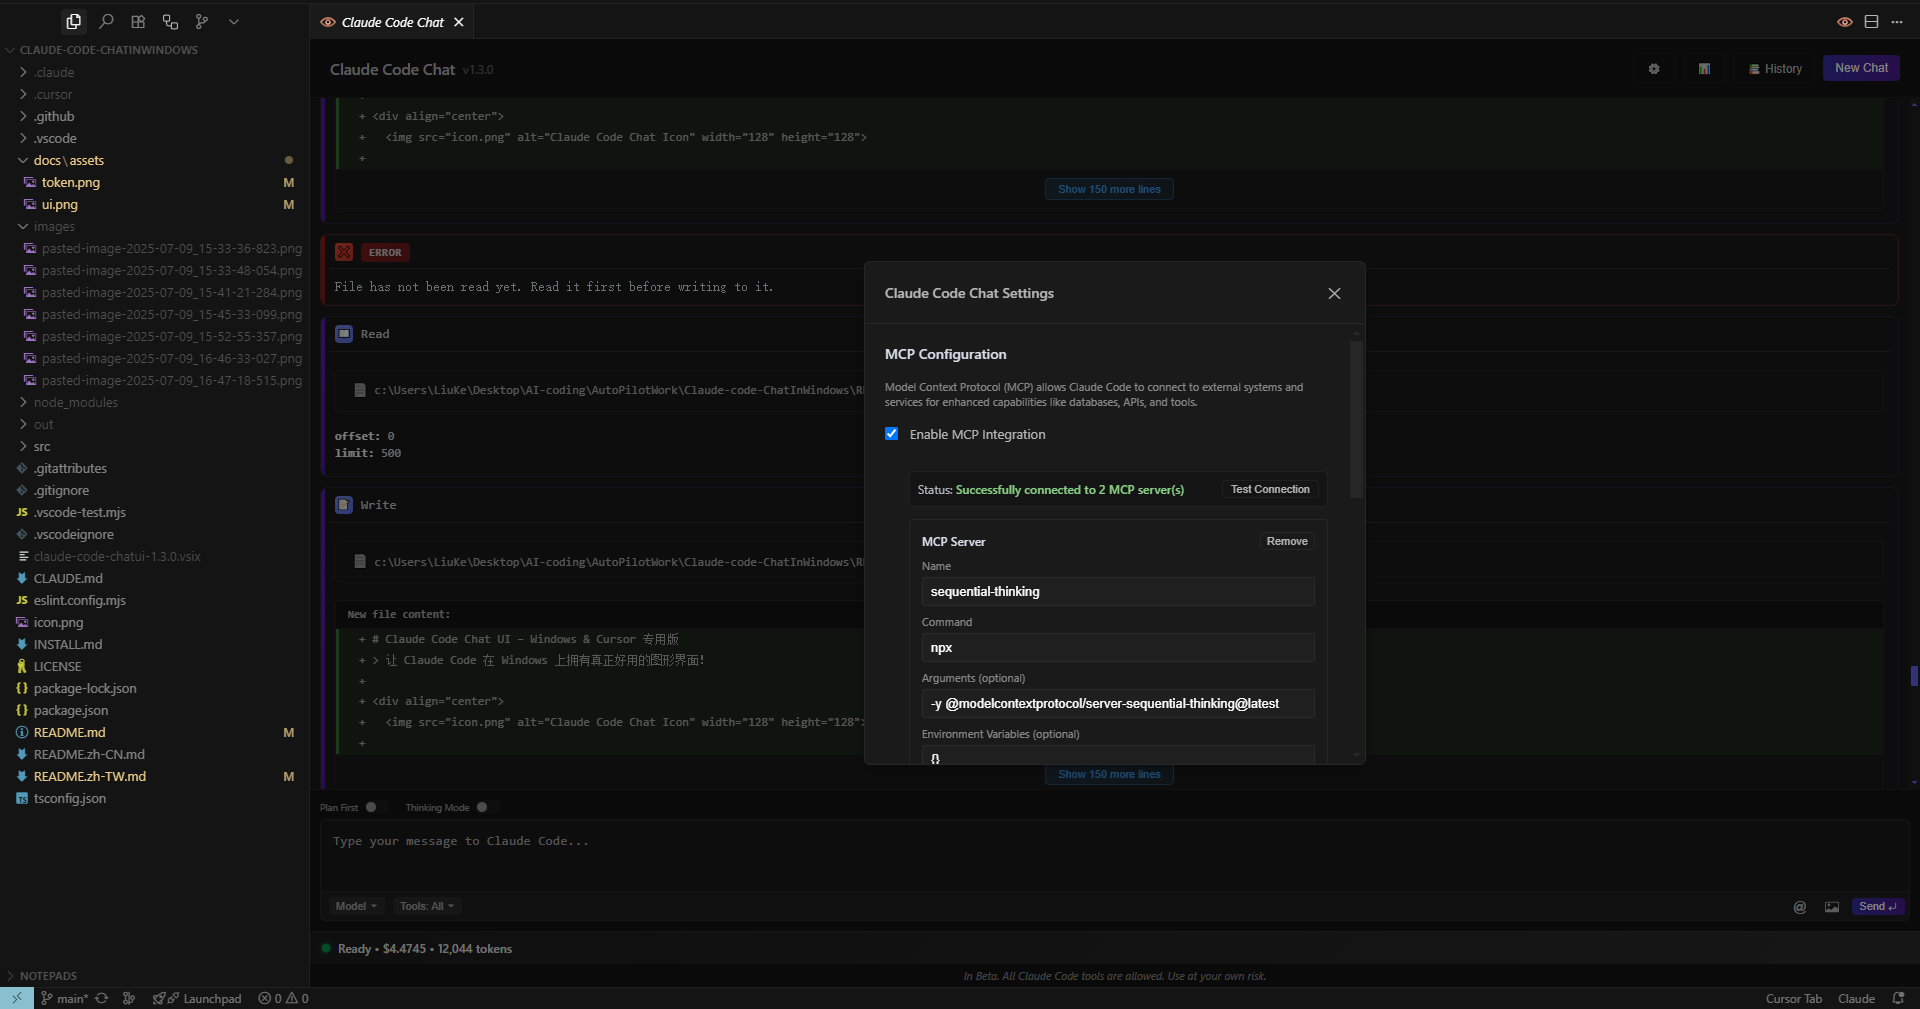 Claude Code Chat
CLAUDE-CODE-CHATINWINDOWS
.claude
.cursor
.github
.vscode
docs\assets
token.png M
ui.png M
images
pasted-image-2025-07-09_15-33-36-823.png
pasted-image-2025-07-09_15-33-48-054.png
pasted-image-2025-07-09_15-41-21-284.png
pasted-image-2025-07-09_15-45-33-099.png
pasted-image-2025-07-09_15-52-55-357.png
pasted-image-2025-07-09_16-46-33-027.png
pasted-image-2025-07-09_16-47-18-515.png
node_modules
out
src
.gitattributes
.gitignore
JS .vscode-test.mjs
.vscodeignore
claude-code-chatui-1.3.0.vsix
CLAUDE.md
JS eslint.config.mjs
icon.png
INSTALL.md
LICENSE
{} package-lock.json
{} package.json
README.md M
README.zh-CN.md
README.zh-TW.md M
TS tsconfig.json
NOTEPADS
Claude Code Chat v1.3.0
History
New Chat
+ <div align="center">
+ <img src="icon.png" alt="Claude Code Chat Icon" width="128" height="128">
+
Show 150 more lines
ERROR
File has not been read yet. Read it first before writing to it.
Read
c:\Users\LiuKe\Desktop\AI-coding\AutoPilotWork\Claude-code-ChatInWindows\RE
offset: 0
limit: 500
Write
c:\Users\LiuKe\Desktop\AI-coding\AutoPilotWork\Claude-code-ChatInWindows\RE
New file content:
+ # Claude Code Chat UI - Windows & Cursor 专用版
+ > 让 Claude Code 在 Windows 上拥有真正好用的图形界面!
+
+ <div align="center">
+ <img src="icon.png" alt="Claude Code Chat Icon" width="128" height="128">
+
Show 150 more lines
Claude Code Chat Settings
MCP Configuration
Model Context Protocol (MCP) allows Claude Code to connect to external systems and
services for enhanced capabilities like databases, APIs, and tools.
Enable MCP Integration
Status: Successfully connected to 2 MCP server(s)
Test Connection
MCP Server
Remove
Name
sequential-thinking
Command
npx
Arguments (optional)
-y @modelcontextprotocol/server-sequential-thinking@latest
Environment Variables (optional)
{}
Plan First
Thinking Mode
Type your message to Claude Code...
Model
Tools: All
@
Send
Ready • $4.4745 • 12,044 tokens
In Beta. All Claude Code tools are allowed. Use at your own risk.
main*
Launchpad
0 0
Cursor Tab
Claude